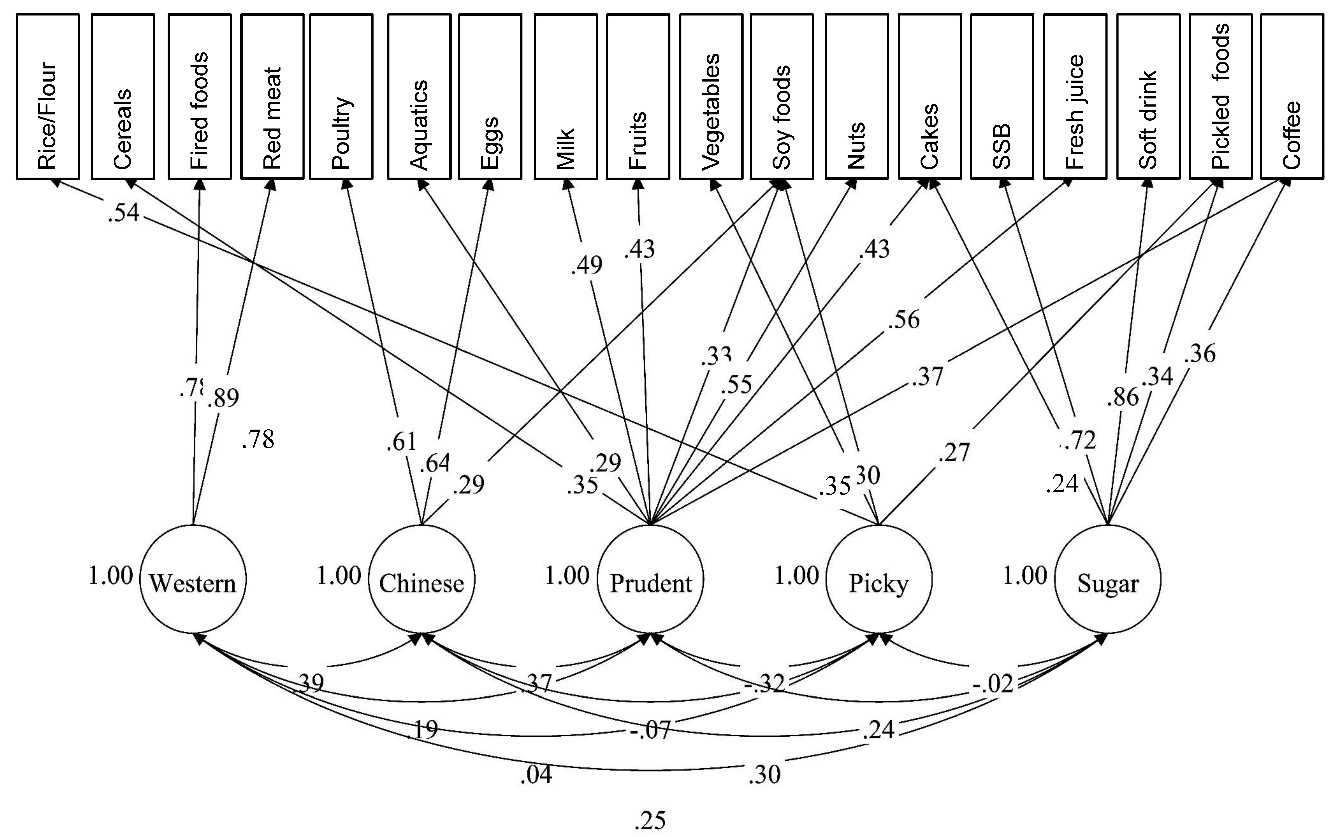 Rice/Flour
Cereals
Fired foods
Red meat
Poultry
Aquatics
Eggs
Milk
Fruits
Vegetables
Soy foods
Nuts
Cakes
SSB
Fresh juice
Soft drink
Pickled foods
Coffee
.54
.49
.43
.43
.56
.33
.55
.37
.34
.36
.78
.89
.86
.78
.61
.64
.29
.29
.35
.27
.72
.35
.30
.24
1.00
Western
1.00
Chinese
1.00
Prudent
1.00
Picky
1.00
Sugar
.39
.37
-.32
-.02
.19
-.07
.24
.04
.30
.25